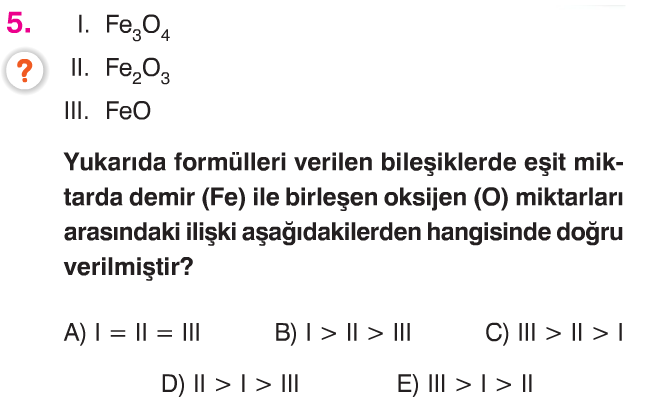 5. I. Fe₃O₄
? II. Fe₂O₃
III. FeO
Yukarıda formülleri verilen bileşiklerde eşit mik-
tarda demir (Fe) ile birleşen oksijen (O) miktarları
arasındaki ilişki aşağıdakilerden hangisinde doğru
verilmiştir?
A) I = II = III B) I > II > III C) III > II > I
D) II > I > III E) III > I > II